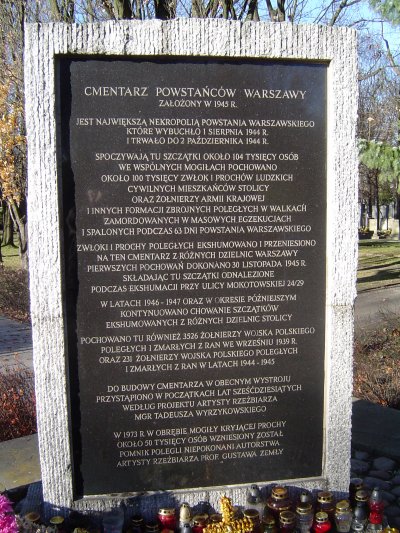 CMENTARZ POWSTAŃCÓW WARSZAWY
ZAŁOŻONY W 1945 R.
JEST NAJWIĘKSZĄ NEKROPOLIĄ POWSTANIA WARSZAWSKIEGO
KTÓRE WYBUCHŁO 1 SIERPNIA 1944 R.
I TRWAŁO DO 2 PAŹDZIERNIKA 1944 R.
SPOCZYWAJĄ TU SZCZĄTKI OKOŁO 104 TYSIĘCY OSÓB
WE WSPÓLNYCH MOGIŁACH POCHOWANO
OKOŁO 100 TYSIĘCY ZWŁOK I PROCHÓW LUDZKICH
CYWILNYCH MIESZKAŃCÓW STOLICY
ORAZ ŻOŁNIERZY ARMII KRAJOWEJ
I INNYCH FORMACJI ZBROJNYCH POLEGŁYCH W WALKACH
ZAMORDOWANYCH W MASOWYCH EGZEKUCJACH
I SPALONYCH PODCZAS 63 DNI POWSTANIA WARSZAWSKIEGO
ZWŁOKI I PROCHY POLEGŁYCH EKSHUMOWANO I PRZENIESIONO
NA TEN CMENTARZ Z RÓŻNYCH DZIELNIC WARSZAWY
PIERWSZYCH POCHOWAŃ DOKONANO 30 LISTOPADA 1945 R.
SKŁADAJĄC TU SZCZĄTKI ODNALEZIONE
PODCZAS EKSHUMACJI PRZY ULICY MOKOTOWSKIEJ 24/29
W LATACH 1946 - 1947 ORAZ W OKRESIE PÓŹNIEJSZYM
KONTYNUOWANO CHOWANIE SZCZĄTKÓW
EKSHUMOWANYCH Z RÓŻNYCH DZIELNIC STOLICY
POCHOWANO TU RÓWNIEŻ 3526 ŻOŁNIERZY WOJSKA POLSKIEGO
POLEGŁYCH I ZMARŁYCH Z RAN WE WRZEŚNIU 1939 R.
ORAZ 231 ŻOŁNIERZY WOJSKA POLSKIEGO POLEGŁYCH
I ZMARŁYCH Z RAN W LATACH 1944 - 1945
DO BUDOWY CMENTARZA W OBECNYM WYSTROJU
PRZYSTĄPIONO W POCZĄTKACH LAT SZEŚĆDZIESIĄTYCH
WEDŁUG PROJEKTU ARTYSTY RZEŹBIARZA
MGR TADEUSZA WYRZYKOWSKIEGO
W 1973 R W OBRĘBIE MOGIŁY KRYJĄCEJ PROCHY
OKOŁO 50 TYSIĘCY OSÓB WZNIESIONY ZOSTAŁ
POMNIK POLEGLI NIEPOKONANI AUTORSTWA
ARTYSTY RZEŹBIARZA PROF. GUSTAWA ZEMŁY